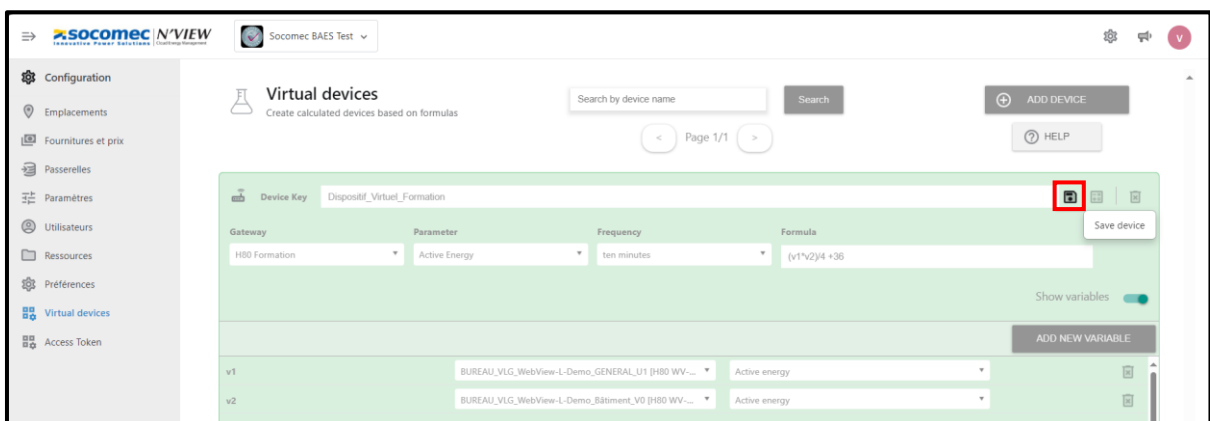 socomec N'VIEW
Innovative Power Solutions
Socomec BAES Test
V
Configuration
Emplacements
Fournitures et prix
Passerelles
Paramètres
Utilisateurs
Ressources
Préférences
Virtual devices
Access Token
Virtual devices
Create calculated devices based on formulas
Search by device name
Search
ADD DEVICE
< Page 1/1 >
HELP
Device Key Dispositif_Virtuel_Formation
Save device
Gateway Parameter Frequency Formula
H80 Formation Active Energy ten minutes (v1*v2)/4 +36
Show variables
ADD NEW VARIABLE
v1 BUREAU_VLG_WebView-L-Demo_GENERAL_U1 [H80 WV-... Active energy
v2 BUREAU_VLG_WebView-L-Demo_Bâtiment_V0 [H80 WV-... Active energy